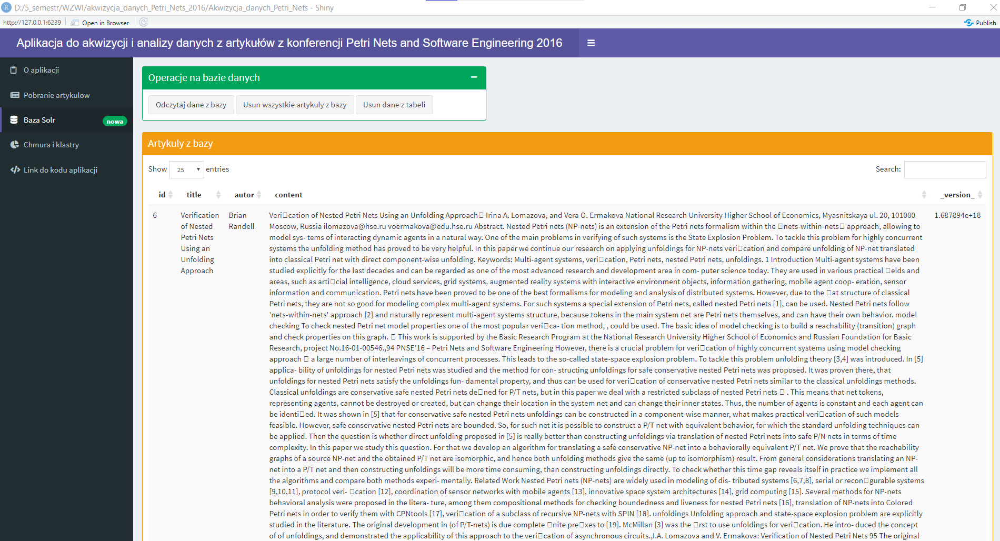 D:/5_semestr/WZWI/akwizycja_danych_Petri_Nets_2016/Akwizycja_danych_Petri_Nets - Shiny
http://127.0.0.1:6239
Open in Browser
Publish
Aplikacja do akwizycji i analizy danych z artykułów z konferencji Petri Nets and Software Engineering 2016
O aplikacji
Pobranie artykulow
Baza Solr
nowa
Chmura i klastry
Link do kodu aplikacji
Operacje na bazie danych
Odczytaj dane z bazy
Usun wszystkie artykuly z bazy
Usun dane z tabeli
Artykuly z bazy
Show 25 entries
Search:
id title autor content _version_
6
Verification
of Nested
Petri Nets
Using an
Unfolding
Approach
Brian
Randell
Veri□cation of Nested Petri Nets Using an Unfolding Approach□ Irina A. Lomazova, and Vera O. Ermakova National Research University Higher School of Economics, Myasnitskaya ul. 20, 101000
Moscow, Russia ilomazova@hse.ru voermakova@edu.hse.ru Abstract. Nested Petri nets (NP-nets) is an extension of the Petri nets formalism within the □nets-within-nets□ approach, allowing to
model sys- tems of interacting dynamic agents in a natural way. One of the main problems in verifying of such systems is the State Explosion Problem. To tackle this problem for highly concurrent
systems the unfolding method has proved to be very helpful. In this paper we continue our research on applying unfoldings for NP-nets veri□cation and compare unfolding of NP-net translated
into classical Petri net with direct component-wise unfolding. Keywords: Multi-agent systems, veri□cation, Petri nets, nested Petri nets, unfoldings. 1 Introduction Multi-agent systems have been
studied explicitly for the last decades and can be regarded as one of the most advanced research and development area in com- puter science today. They are used in various practical □elds and
areas, such as arti□cial intelligence, cloud services, grid systems, augmented reality systems with interactive environment objects, information gathering, mobile agent coop- eration, sensor
information and communication. Petri nets have been proved to be one of the best formalisms for modeling and analysis of distributed systems. However, due to the □at structure of classical
Petri nets, they are not so good for modeling complex multi-agent systems. For such systems a special extension of Petri nets, called nested Petri nets [1], can be used. Nested Petri nets follow
'nets-within-nets' approach [2] and naturally represent multi-agent systems structure, because tokens in the main system net are Petri nets themselves, and can have their own behavior. model
checking To check nested Petri net model properties one of the most popular veri□ca- tion method, , could be used. The basic idea of model checking is to build a reachability (transition) graph
and check properties on this graph. □ This work is supported by the Basic Research Program at the National Research University Higher School of Economics and Russian Foundation for Basic
Research, project No.16-01-00546.,94 PNSE’16 – Petri Nets and Software Engineering However, there is a crucial problem for veri□cation of highly concurrent systems using model checking
approach □ a large number of interleavings of concurrent processes. This leads to the so-called state-space explosion problem. To tackle this problem unfolding theory [3,4] was introduced. In [5]
applica- bility of unfoldings for nested Petri nets was studied and the method for con- structing unfoldings for safe conservative nested Petri nets was proposed. It was proven there, that
unfoldings for nested Petri nets satisfy the unfoldings fun- damental property, and thus can be used for veri□cation of conservative nested Petri nets similar to the classical unfoldings methods.
Classical unfoldings are conservative safe nested Petri nets de□ned for P/T nets, but in this paper we deal with a restricted subclass of nested Petri nets □ . This means that net tokens,
representing agents, cannot be destroyed or created, but can change their location in the system net and can change their inner states. Thus, the number of agents is constant and each agent can
be identi□ed. It was shown in [5] that for conservative safe nested Petri nets unfoldings can be constructed in a component-wise manner, what makes practical veri□cation of such models
feasible. However, safe conservative nested Petri nets are bounded. So, for such net it is possible to construct a P/T net with equivalent behavior, for which the standard unfolding techniques can
be applied. Then the question is whether direct unfolding proposed in [5] is really better than constructing unfoldings via translation of nested Petri nets into safe P/N nets in terms of time
complexity. In this paper we study this question. For that we develop an algorithm for translating a safe conservative NP-net into a behaviorally equivalent P/T net. We prove that the reachability
graphs of a source NP-net and the obtained P/T net are isomorphic, and hence both unfolding methods give the same (up to isomorphism) result. From general considerations translating an NP-
net into a P/T net and then constructing unfoldings will be more time consuming, than constructing unfoldings directly. To check whether this time gap reveals itself in practice we implement all
the algorithms and compare both methods experi- mentally. Related Work Nested Petri nets (NP-nets) are widely used in modeling of dis- tributed systems [6,7,8], serial or recon□gurable systems
[9,10,11], protocol veri- □cation [12], coordination of sensor networks with mobile agents [13], innovative space system architectures [14], grid computing [15]. Several methods for NP-nets
behavioral analysis were proposed in the litera- ture, among them compositional methods for checking boundedness and liveness for nested Petri nets [16], translation of NP-nets into Colored
Petri nets in order to verify them with CPNtools [17], veri□cation of a subclass of recursive NP-nets with SPIN [18]. unfoldings Unfolding approach and state-space explosion problem are explicitly
studied in the literature. The original development in (of P/T-nets) is due complete □nite pre□xes to [19]. McMillan [3] was the □rst to use unfoldings for veri□cation. He intro- duced the concept
of of unfoldings, and demonstrated the applicability of this approach to the veri□cation of asynchronous circuits.,I.A. Lomazova and V. Ermakova: Verification of Nested Petri Nets 95 The original
1.687894e+18